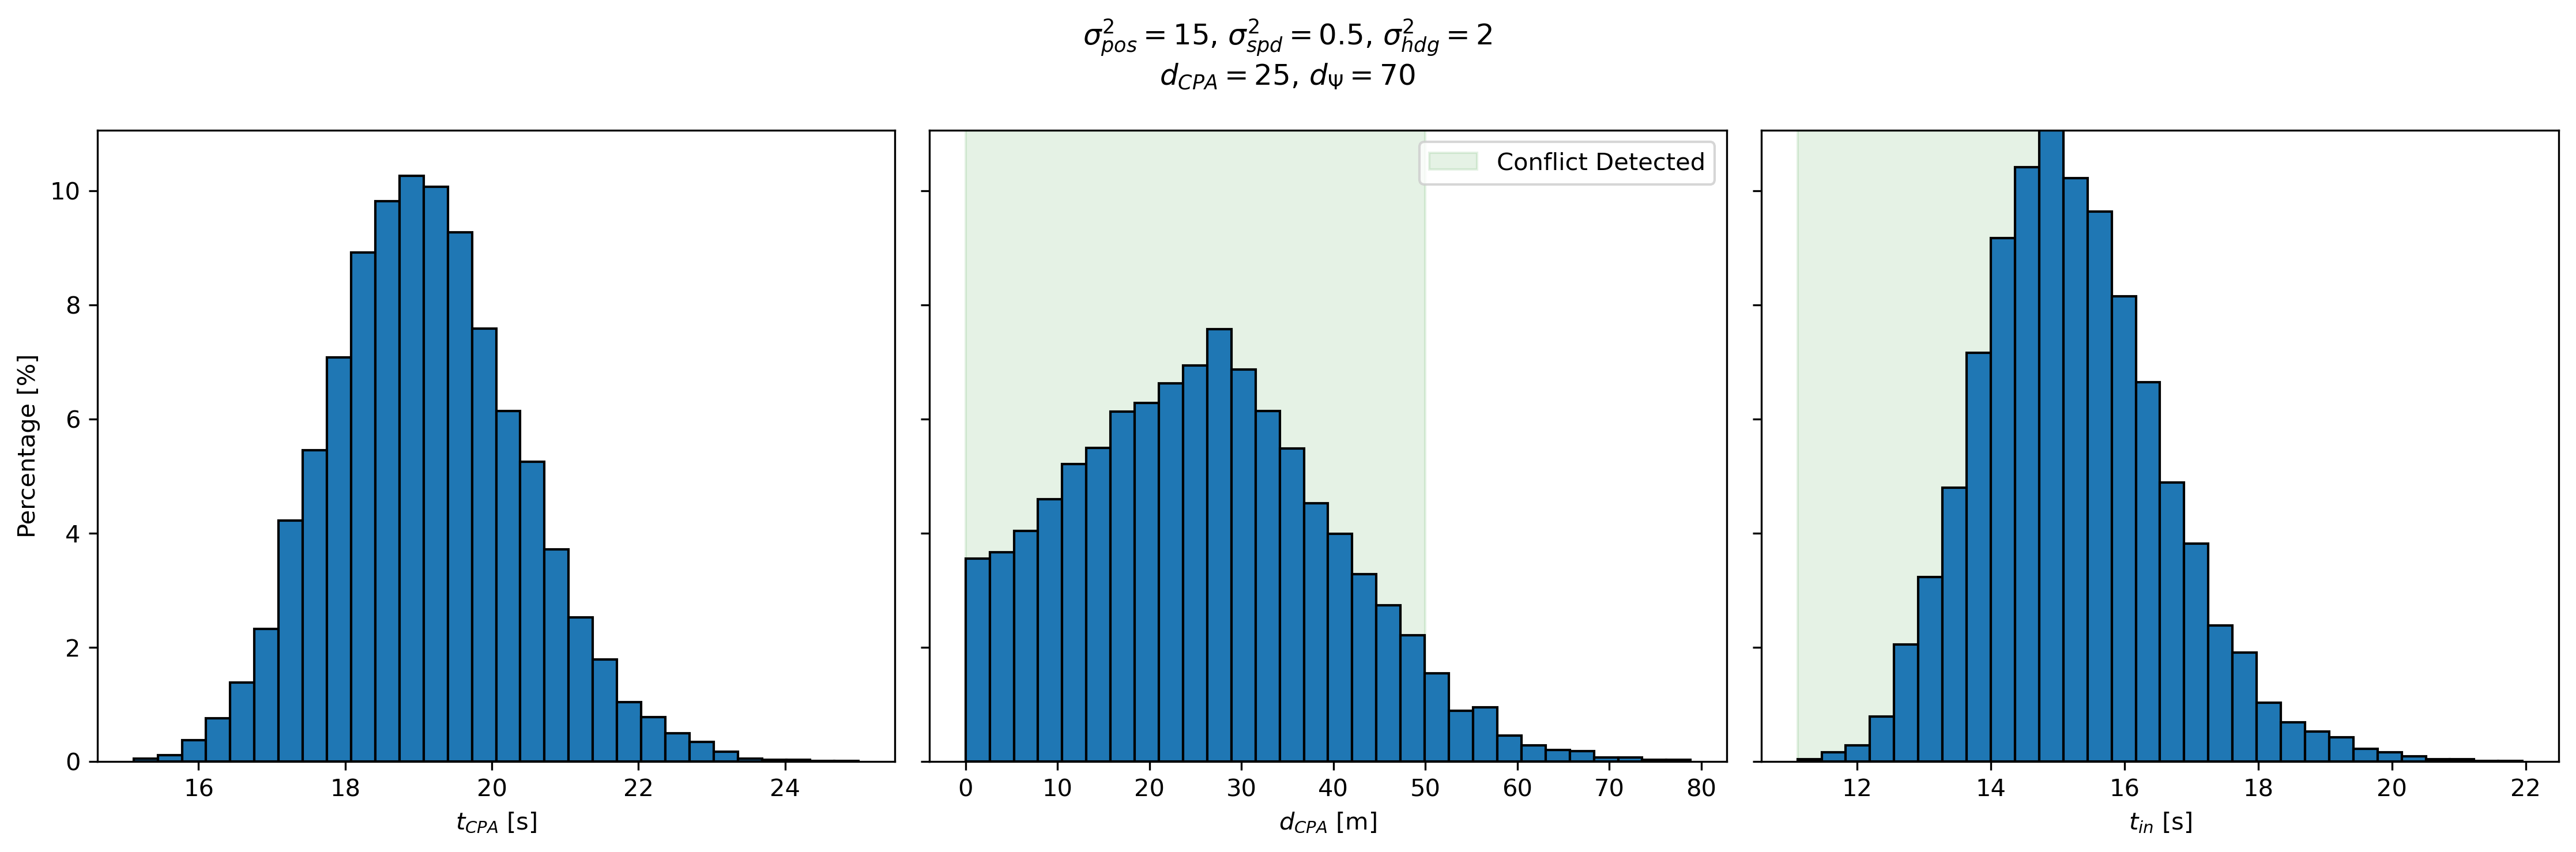 σ²pos = 15, σ²spd = 0.5, σ²hdg = 2
dCPA = 25, dΨ = 70
Percentage [%]
0
2
4
6
8
10
16 18 20 22 24
tCPA [s]
Conflict Detected
0 10 20 30 40 50 60 70 80
dCPA [m]
12 14 16 18 20 22
tin [s]